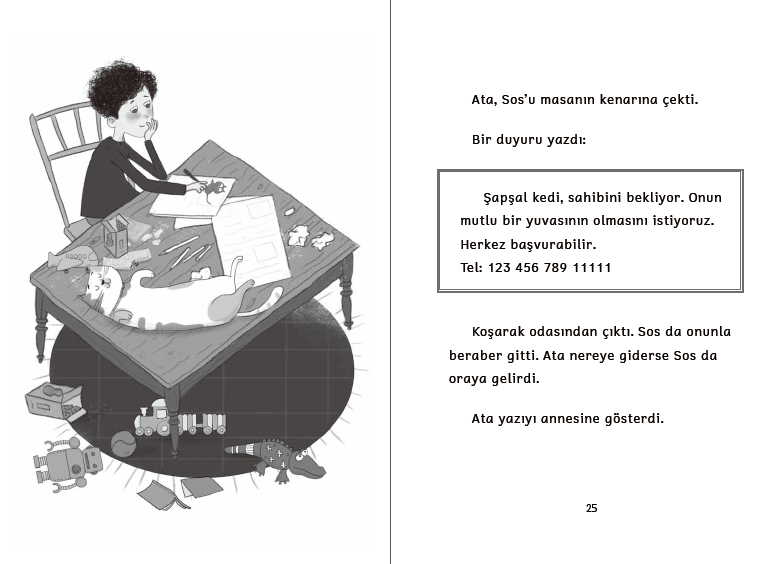 Ata, Sos’u masanın kenarına çekti.
Bir duyuru yazdı:
Şapşal kedi, sahibini bekliyor. Onun
mutlu bir yuvasının olmasını istiyoruz.
Herkez başvurabilir.
Tel: 123 456 789 11111
Koşarak odasından çıktı. Sos da onunla
beraber gitti. Ata nereye giderse Sos da
oraya gelirdi.
Ata yazıyı annesine gösterdi.
25